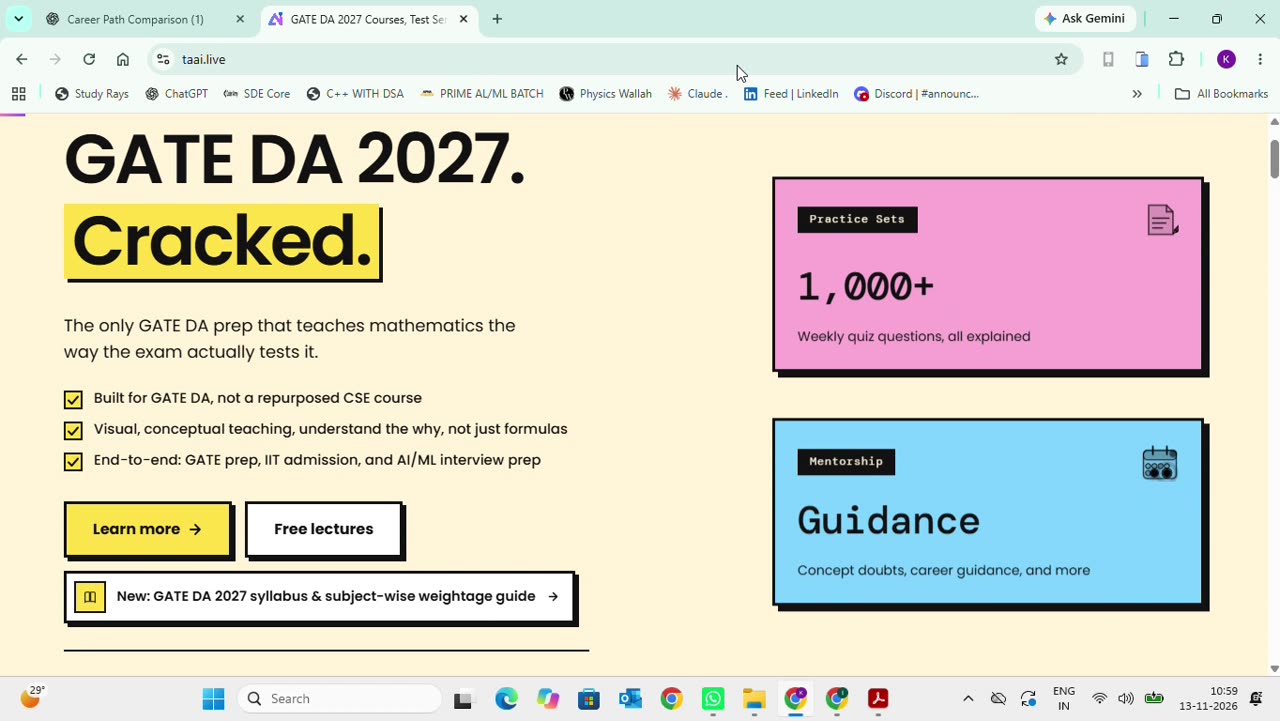 Career Path Comparison (1)
GATE DA 2027 Courses, Test Se
Ask Gemini
taai.live
K
Study Rays
ChatGPT
SDE Core
C++ WITH DSA
PRIME AI/ML BATCH
Physics Wallah
Claude .
Feed | LinkedIn
Discord | #announc...
All Bookmarks
GATE DA 2027.
Cracked.
The only GATE DA prep that teaches mathematics the
way the exam actually tests it.
Built for GATE DA, not a repurposed CSE course
Visual, conceptual teaching, understand the why, not just formulas
End-to-end: GATE prep, IIT admission, and AI/ML interview prep
Learn more →
Free lectures
New: GATE DA 2027 syllabus & subject-wise weightage guide →
Practice Sets
1,000+
Weekly quiz questions, all explained
Mentorship
Guidance
Concept doubts, career guidance, and more
29°
Search
ENG
IN
10:59
13-11-2026